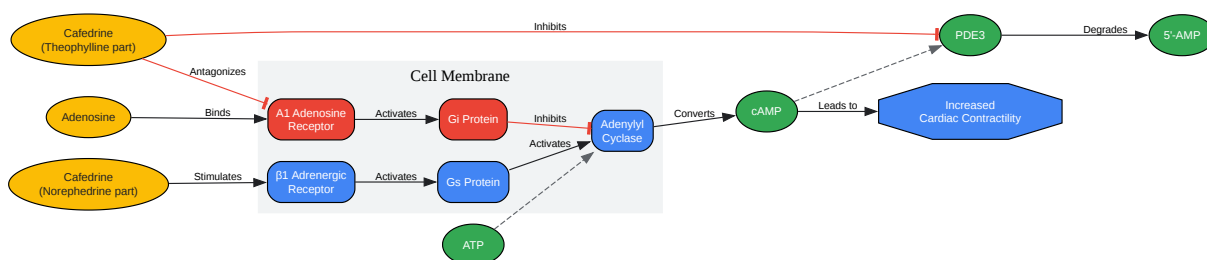 Cafedrine
(Theophylline part)
Inhibits
PDE3
Degrades
5'-AMP
Antagonizes
Cell Membrane
Adenosine
Binds
A1 Adenosine
Receptor
Activates
Gi Protein
Inhibits
Adenylyl
Cyclase
Converts
cAMP
Leads to
Increased
Cardiac Contractility
Cafedrine
(Norephedrine part)
Stimulates
β1 Adrenergic
Receptor
Activates
Gs Protein
Activates
ATP